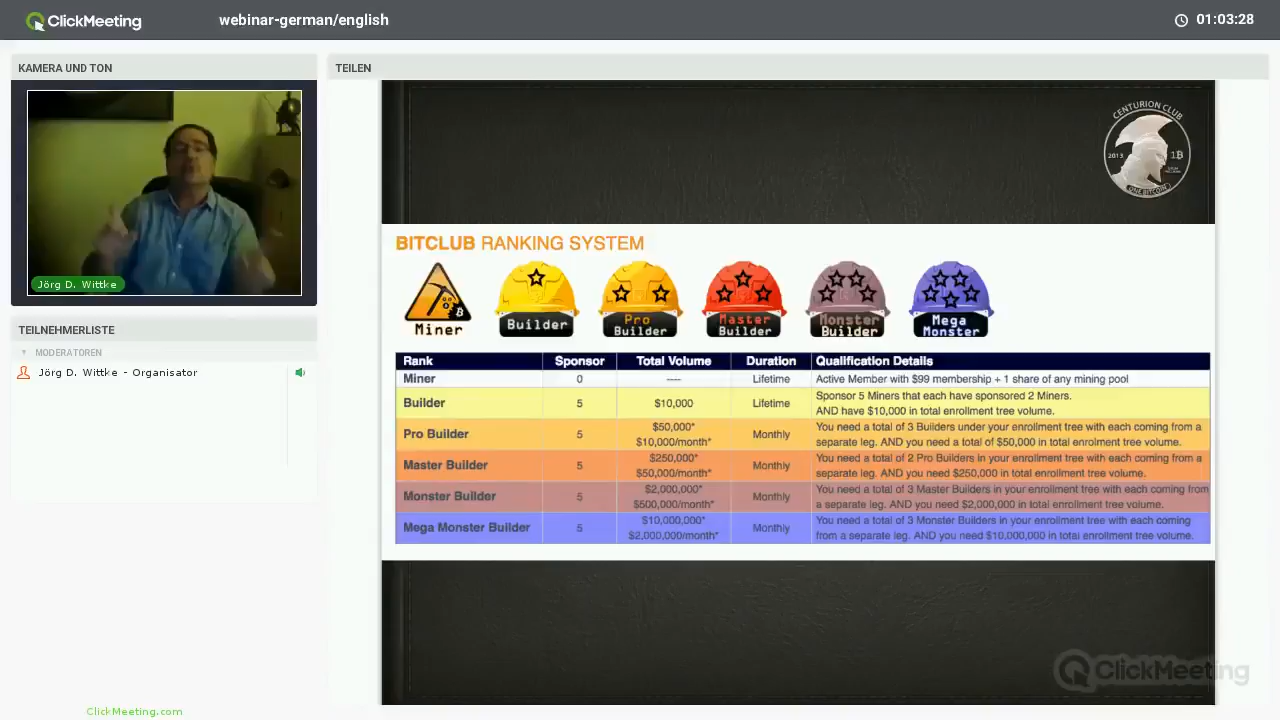 ClickMeeting
webinar-german/english
01:03:28
KAMERA UND TON
TEILEN
Jörg D. Wittke
TEILNEHMERLISTE
MODERATOREN
Jörg D. Wittke - Organisator
CENTURION CLUB
2013
1₿
ONE BITCOIN
BITCLUB RANKING SYSTEM
Miner
Builder
Pro Builder
Master Builder
Monster Builder
Mega Monster
Rank Sponsor Total Volume Duration Qualification Details
Miner 0 ---- Lifetime Active Member with $99 membership + 1 share of any mining pool
Builder 5 $10,000 Lifetime Sponsor 5 Miners that each have sponsored 2 Miners.
AND have $10,000 in total enrollment tree volume.
Pro Builder 5 $50,000* Monthly You need a total of 3 Builders under your enrollment tree with each coming from a
$10,000/month* separate leg. AND you need a total of $50,000 in total enrolment tree volume.
Master Builder 5 $250,000* Monthly You need a total of 2 Pro Builders in your enrollment tree with each coming from a
$50,000/month* separate leg. AND you need $250,000 in total enrollment tree volume.
Monster Builder 5 $2,000,000* Monthly You need a total of 3 Master Builders in your enrollment tree with each coming from
$500,000/month* a separate leg. AND you need $2,000,000 in total enrollment tree volume.
Mega Monster Builder 5 $10,000,000* Monthly You need a total of 3 Monster Builders in your enrollment tree with each coming
$2,000,000/month* from a separate leg. AND you need $10,000,000 in total enrollment tree volume.
ClickMeeting
ClickMeeting.com